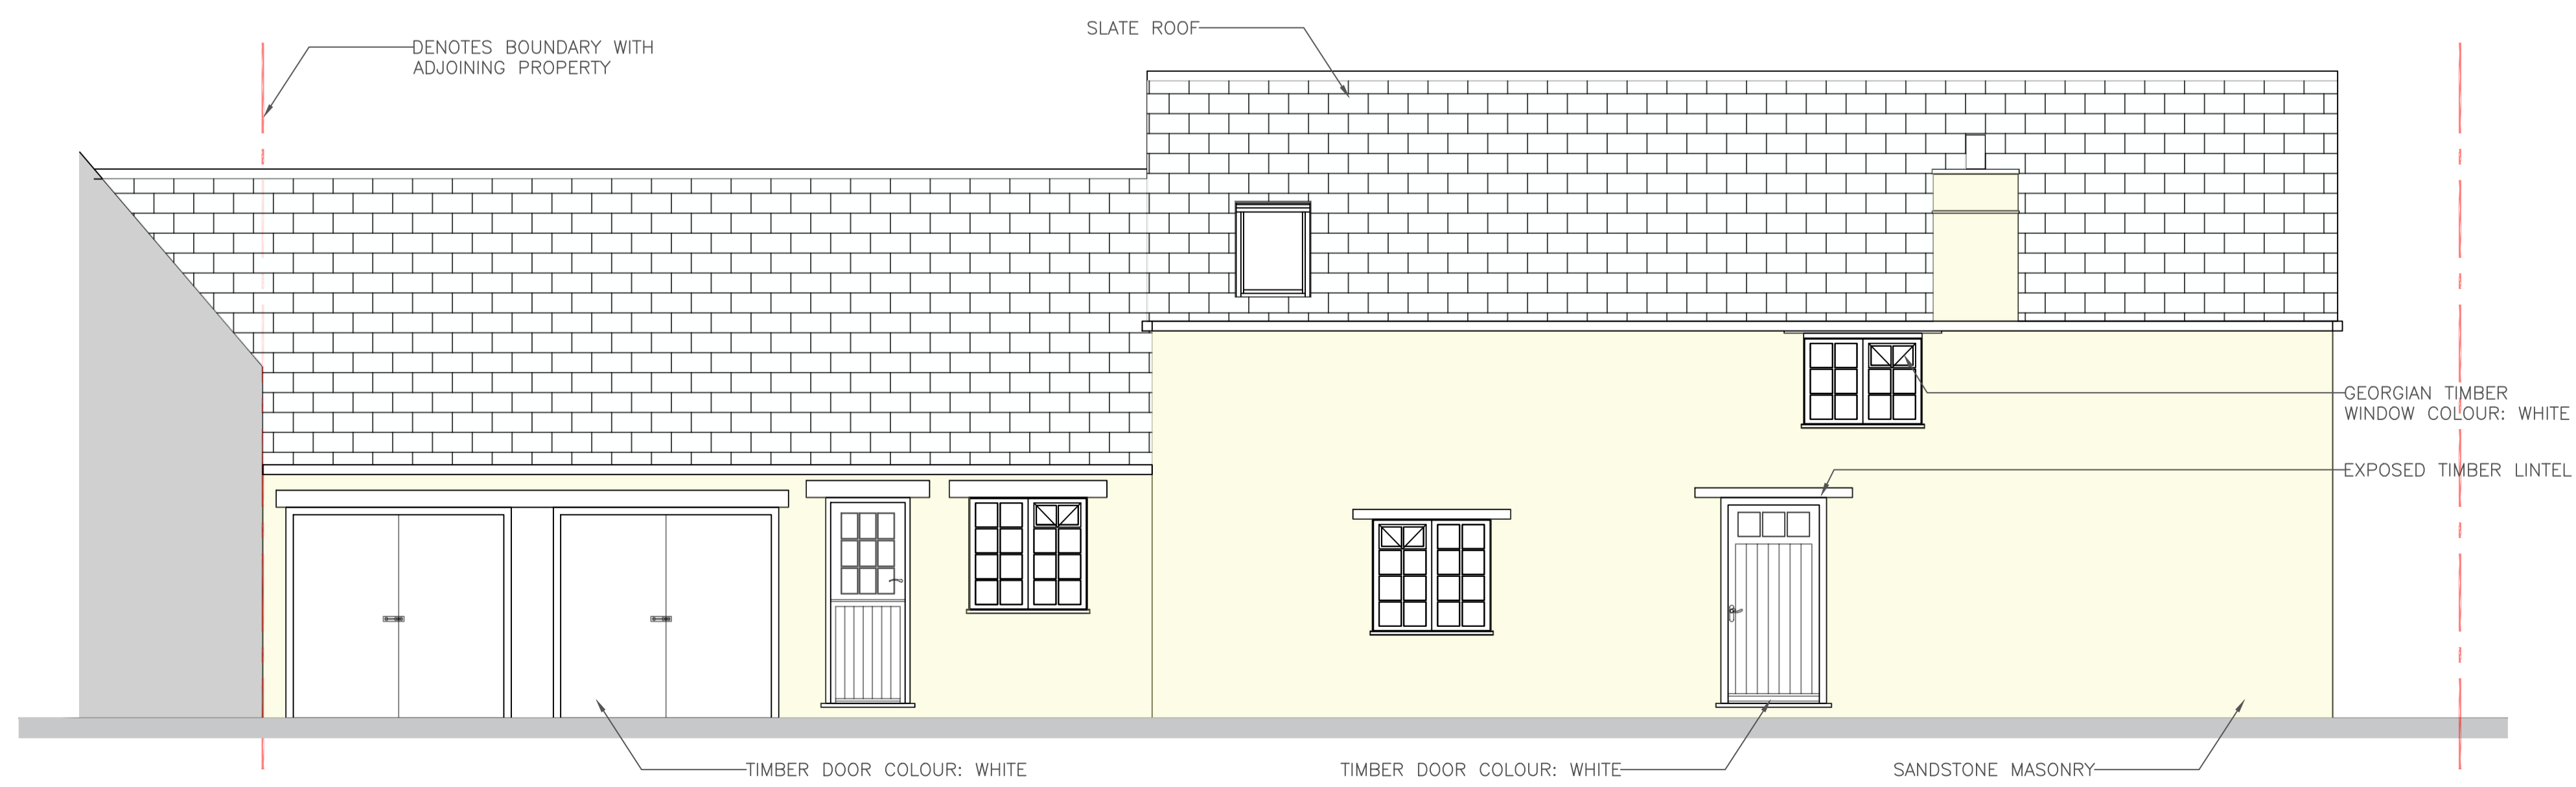 SLATE ROOF
DENOTES BOUNDARY WITH
ADJOINING PROPERTY
GEORGIAN TIMBER
WINDOW COLOUR: WHITE
EXPOSED TIMBER LINTEL
TIMBER DOOR COLOUR: WHITE
TIMBER DOOR COLOUR: WHITE
SANDSTONE MASONRY